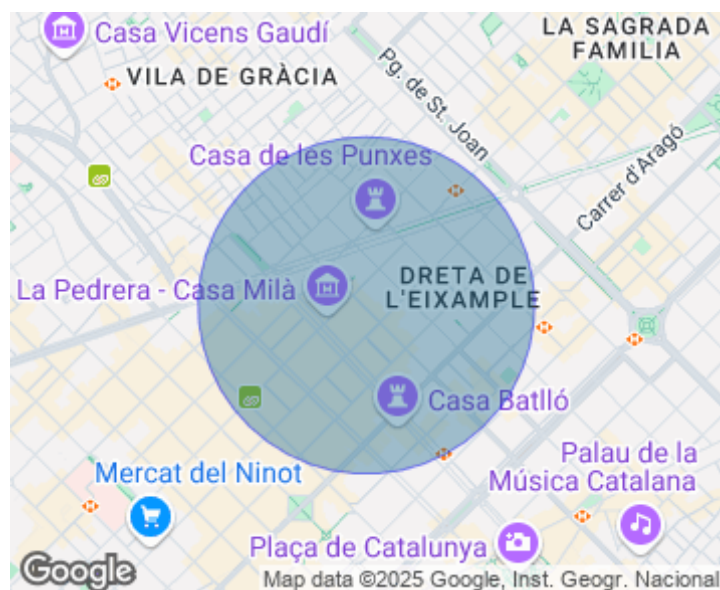 Casa Vicens Gaudí
LA SAGRADA
FAMILIA
VILA DE GRÀCIA
Pg. de St. Joan
Casa de les Punxes
Carrer d'Aragó
La Pedrera - Casa Milà
DRETA DE
L'EIXAMPLE
Casa Batlló
Mercat del Ninot
Palau de la
Música Catalana
Plaça de Catalunya
Google
Map data ©2025 Google, Inst. Geogr. Nacional